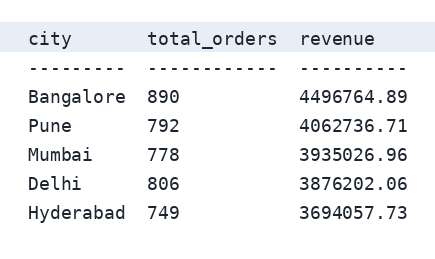 city       total_orders  revenue
---------  ------------  ----------
Bangalore  890           4496764.89
Pune       792           4062736.71
Mumbai     778           3935026.96
Delhi      806           3876202.06
Hyderabad  749           3694057.73